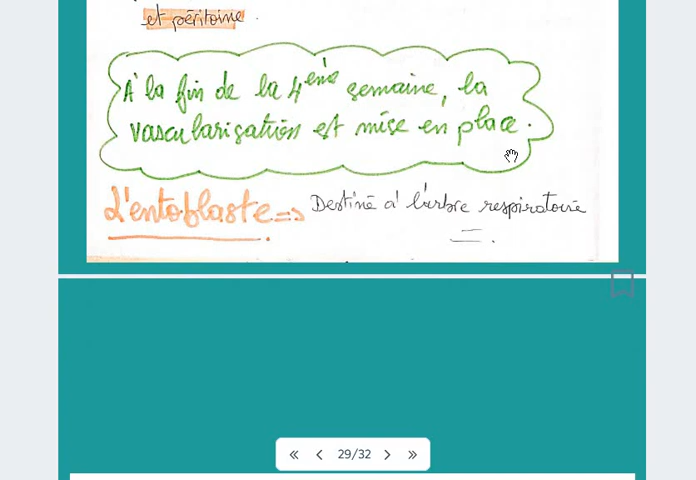 et péritoine
A la fin de la 4ème semaine, la
vascularisation est mise en place.
L'entoblaste => Destiné à l'arbre respiratoire
29/32